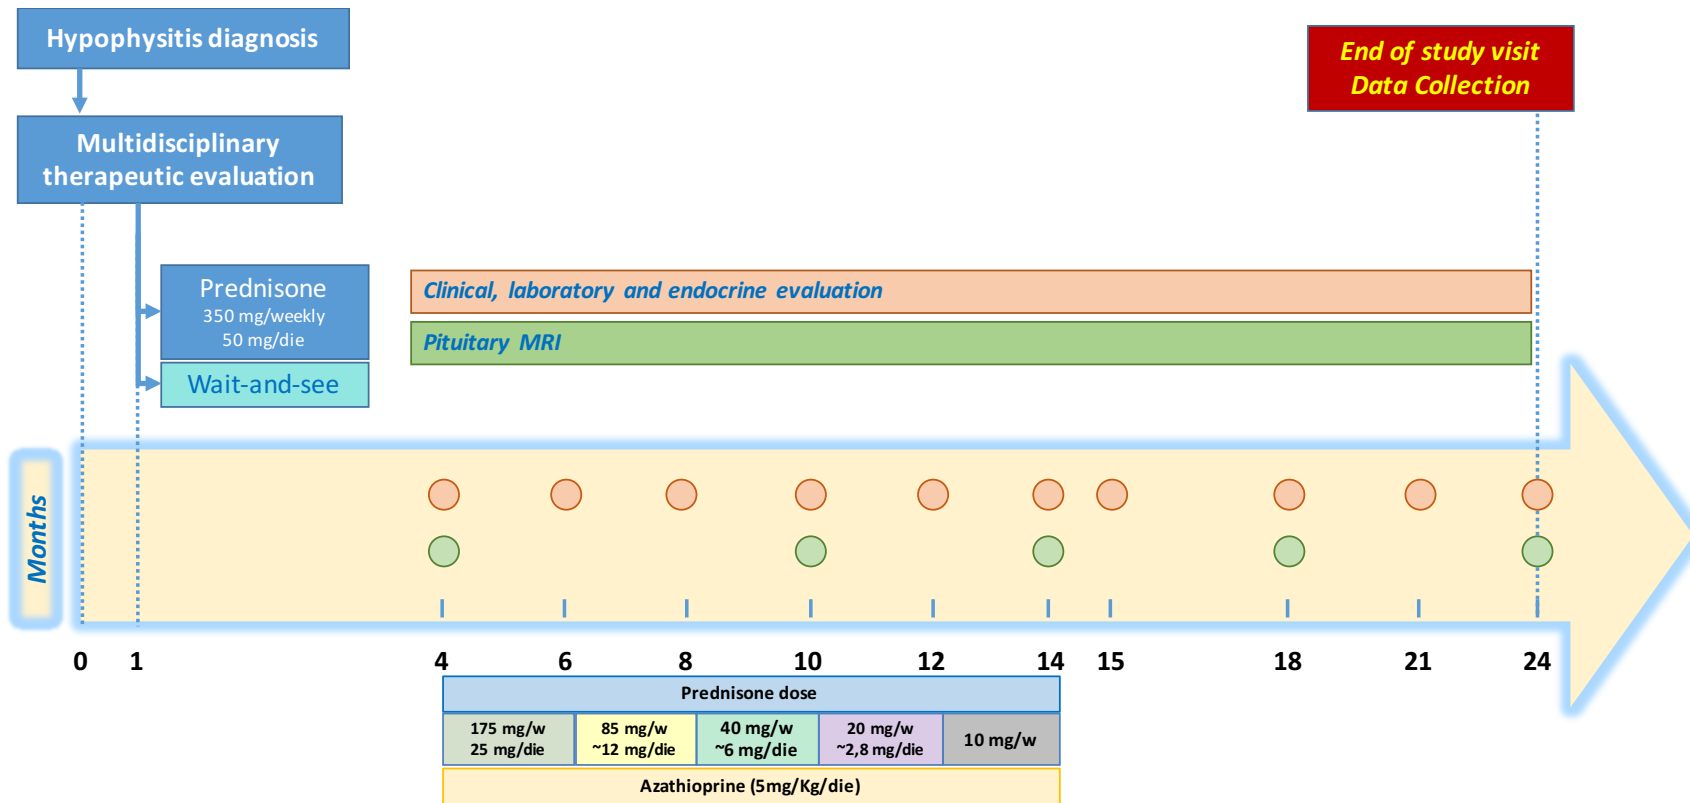 Hypophysitis diagnosis
End of study visit
Data Collection
Multidisciplinary
therapeutic evaluation
Prednisone
350 mg/weekly
50 mg/die
Wait-and-see
Clinical, laboratory and endocrine evaluation
Pituitary MRI
Months
0 1 4 6 8 10 12 14 15 18 21 24
Prednisone dose
175 mg/w
25 mg/die
85 mg/w
~12 mg/die
40 mg/w
~6 mg/die
20 mg/w
~2,8 mg/die
10 mg/w
Azathioprine (5mg/Kg/die)